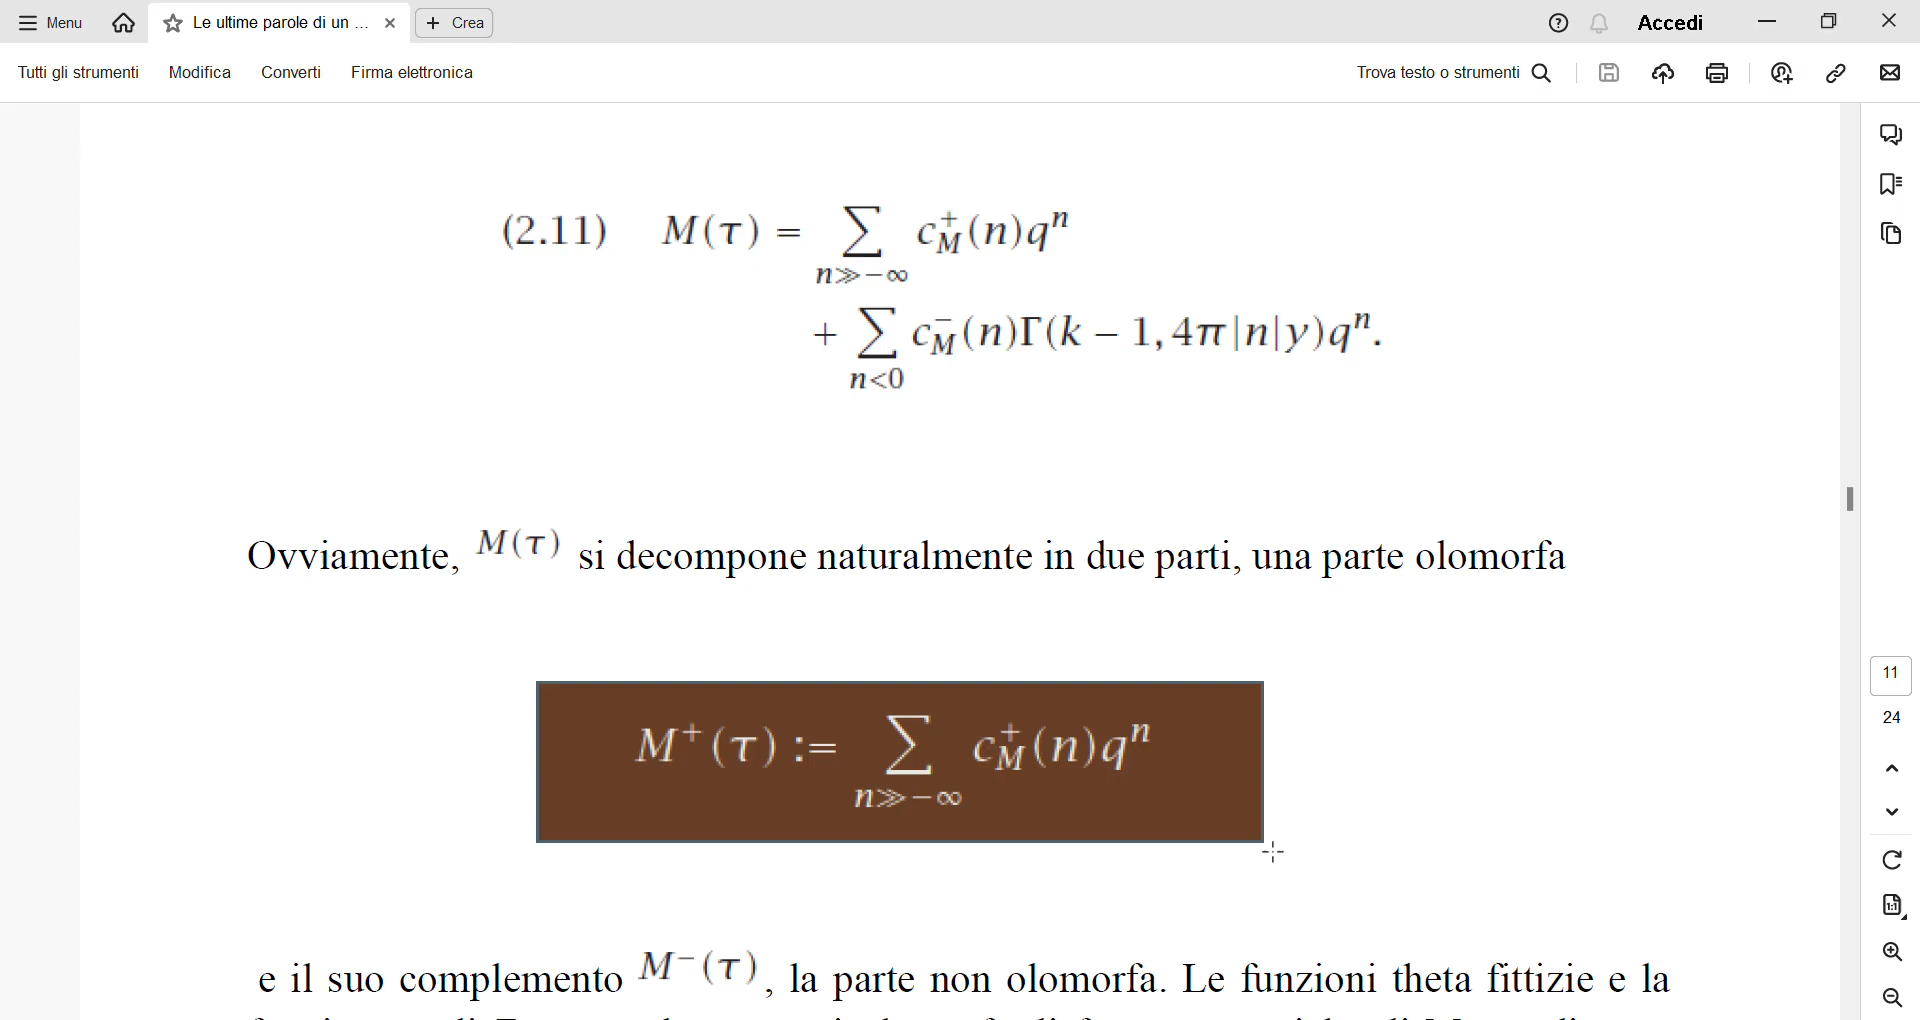 Menu Le ultime parole di un ... Crea Accedi
Tutti gli strumenti Modifica Converti Firma elettronica Trova testo o strumenti
(2.11) M(τ) = ∑ c⁺_M(n)qⁿ
n≫−∞
+ ∑ c⁻_M(n)Γ(k − 1, 4π|n|y)qⁿ.
n<0
Ovviamente, M(τ) si decompone naturalmente in due parti, una parte olomorfa
M⁺(τ) := ∑ c⁺_M(n)qⁿ
n≫−∞
e il suo complemento M⁻(τ), la parte non olomorfa. Le funzioni theta fittizie e la
11
24